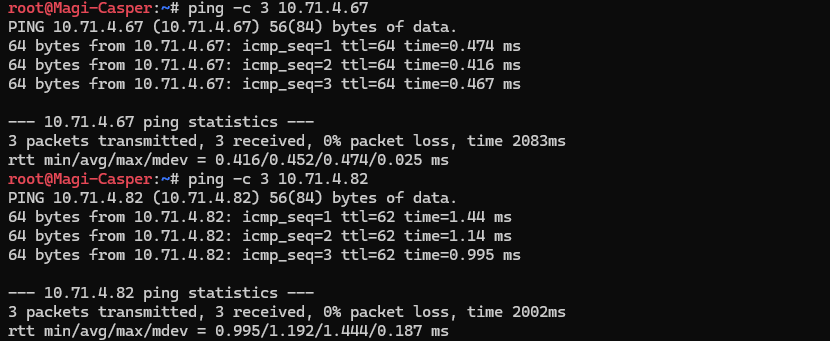 root@Magi-Casper:~# ping -c 3 10.71.4.67
PING 10.71.4.67 (10.71.4.67) 56(84) bytes of data.
64 bytes from 10.71.4.67: icmp_seq=1 ttl=64 time=0.474 ms
64 bytes from 10.71.4.67: icmp_seq=2 ttl=64 time=0.416 ms
64 bytes from 10.71.4.67: icmp_seq=3 ttl=64 time=0.467 ms

--- 10.71.4.67 ping statistics ---
3 packets transmitted, 3 received, 0% packet loss, time 2083ms
rtt min/avg/max/mdev = 0.416/0.452/0.474/0.025 ms
root@Magi-Casper:~# ping -c 3 10.71.4.82
PING 10.71.4.82 (10.71.4.82) 56(84) bytes of data.
64 bytes from 10.71.4.82: icmp_seq=1 ttl=62 time=1.44 ms
64 bytes from 10.71.4.82: icmp_seq=2 ttl=62 time=1.14 ms
64 bytes from 10.71.4.82: icmp_seq=3 ttl=62 time=0.995 ms

--- 10.71.4.82 ping statistics ---
3 packets transmitted, 3 received, 0% packet loss, time 2002ms
rtt min/avg/max/mdev = 0.995/1.192/1.444/0.187 ms